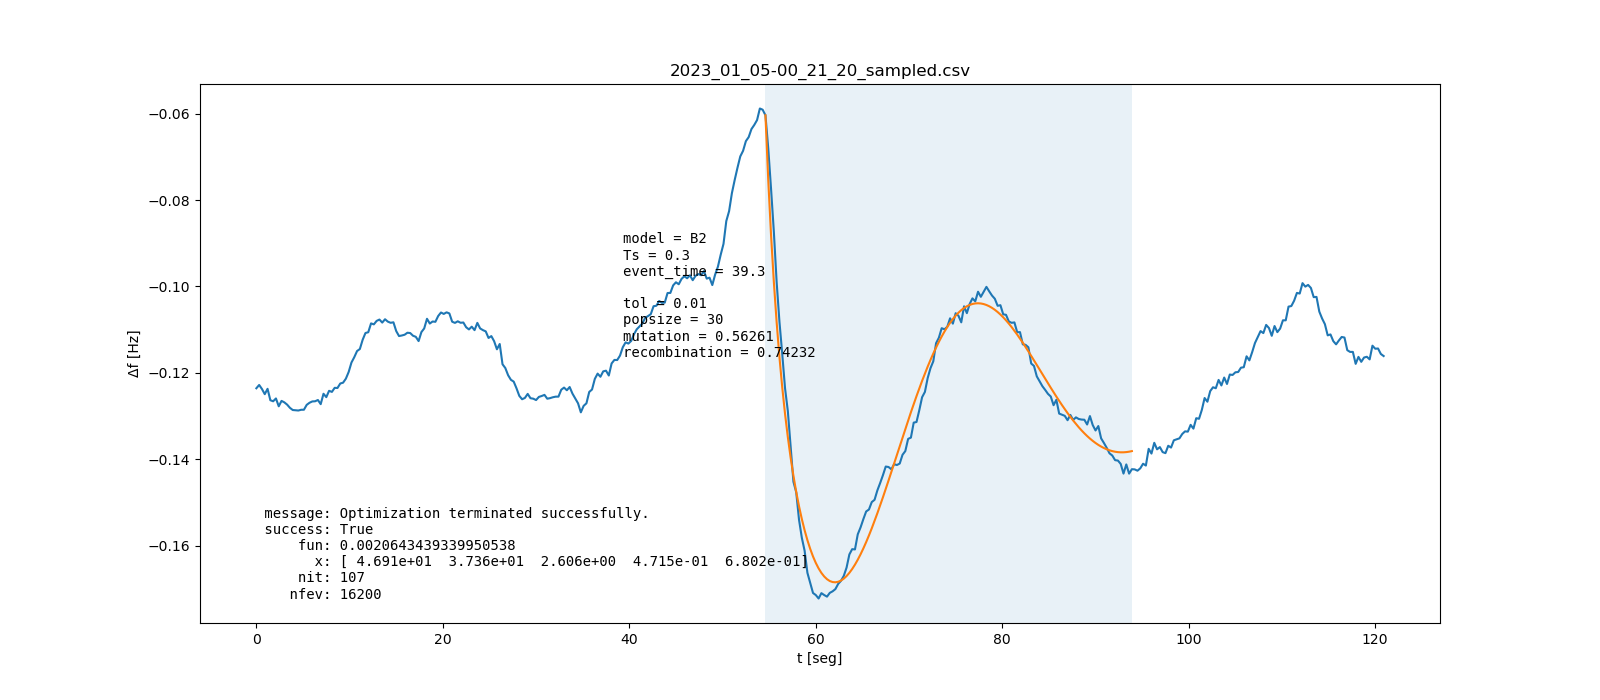 2023_01_05-00_21_20_sampled.csv
−0.06
−0.08
−0.10
−0.12
−0.14
−0.16
Δf [Hz]
model = B2
Ts = 0.3
event_time = 39.3
tol = 0.01
popsize = 30
mutation = 0.56261
recombination = 0.74232
message: Optimization terminated successfully.
success: True
fun: 0.0020643439339950538
x: [ 4.691e+01  3.736e+01  2.606e+00  4.715e-01  6.802e-01]
nit: 107
nfev: 16200
0 20 40 60 80 100 120
t [seg]